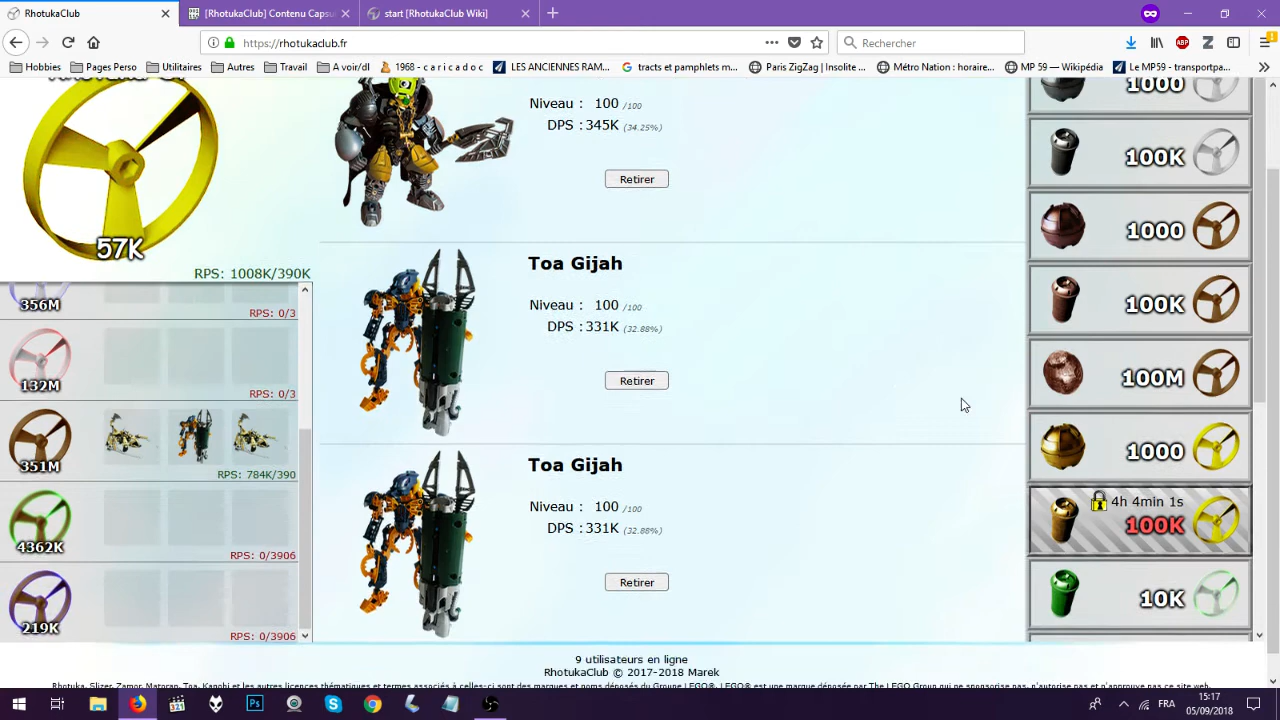 RhotukaClub
[RhotukaClub] Contenu Capsu
start [RhotukaClub Wiki]
https://rhotukaclub.fr
Rechercher
ABP
1
Hobbies
Pages Perso
Utilitaires
Autres
Travail
A voir/dl
1968 - c a r i c a d o c
LES ANCIENNES RAM...
tracts et pamphlets m...
Paris ZigZag | Insolite ...
Métro Nation : horaire...
MP 59 — Wikipédia
Le MP59 - transportpa...
57K
RPS: 1008K/390K
356M
RPS: 0/3
132M
RPS: 0/3
351M
RPS: 784K/390
4362K
RPS: 0/3906
219K
RPS: 0/3906
Niveau : 100 /100
DPS : 345K (34.25%)
Retirer
Toa Gijah
Niveau : 100 /100
DPS : 331K (32.88%)
Retirer
Toa Gijah
Niveau : 100 /100
DPS : 331K (32.88%)
Retirer
1000
100K
1000
100K
100M
1000
4h 4min 1s
100K
10K
9 utilisateurs en ligne
RhotukaClub © 2017-2018 Marek
FRA
15:17
05/09/2018